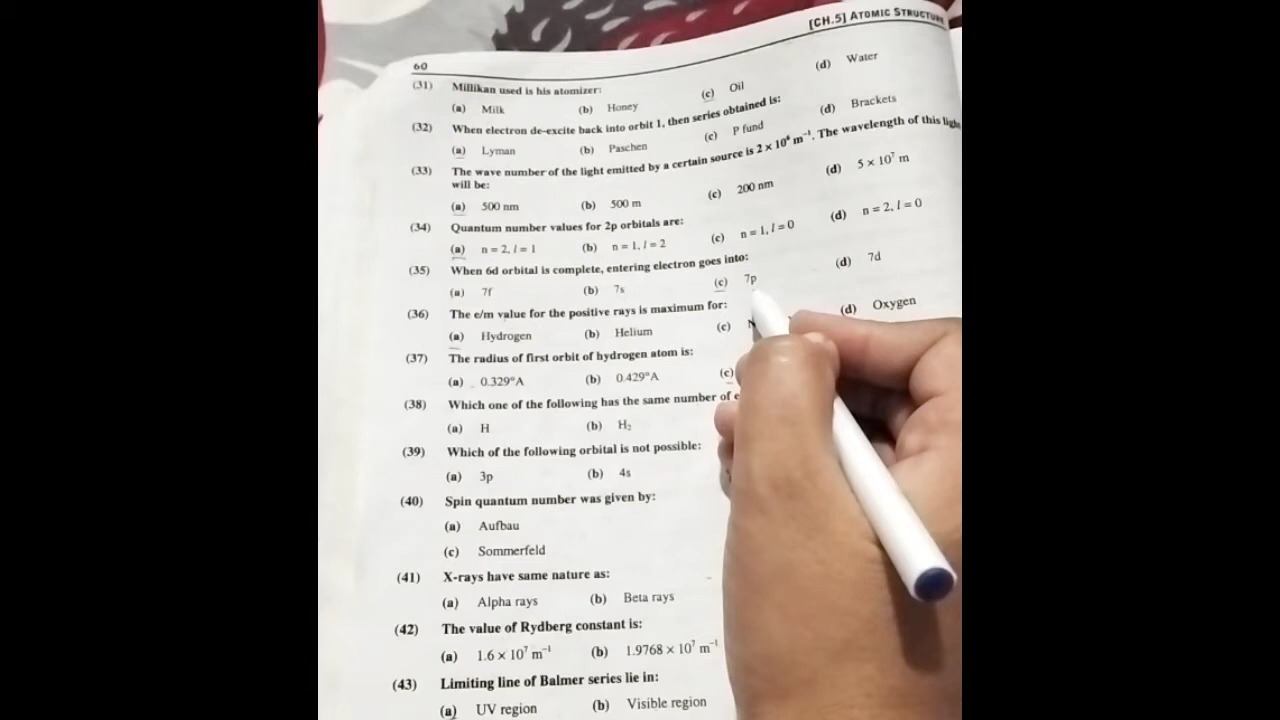 [CH.5] ATOMIC STRUCTURE
60
(31) Millikan used is his atomizer:
(a) Milk (b) Honey (c) Oil (d) Water
(32) When electron de-excite back into orbit 1, then series obtained is:
(a) Lyman (b) Paschen (c) P fund (d) Brackets
(33) The wave number of the light emitted by a certain source is 2 × 10⁶ m⁻¹. The wavelength of this light
will be:
(a) 500 nm (b) 500 m (c) 200 nm (d) 5 × 10⁷ m
(34) Quantum number values for 2p orbitals are:
(a) n = 2, l = 1 (b) n = 1, l = 2 (c) n = 1, l = 0 (d) n = 2, l = 0
(35) When 6d orbital is complete, entering electron goes into:
(a) 7f (b) 7s (c) 7p (d) 7d
(36) The e/m value for the positive rays is maximum for:
(a) Hydrogen (b) Helium (c) (d) Oxygen
(37) The radius of first orbit of hydrogen atom is:
(a) 0.329°A (b) 0.429°A (c)
(38) Which one of the following has the same number of
(a) H (b) H₂
(39) Which of the following orbital is not possible:
(a) 3p (b) 4s
(40) Spin quantum number was given by:
(a) Aufbau
(c) Sommerfeld
(41) X-rays have same nature as:
(a) Alpha rays (b) Beta rays
(42) The value of Rydberg constant is:
(a) 1.6 × 10⁷ m⁻¹ (b) 1.9768 × 10⁷ m⁻¹
(43) Limiting line of Balmer series lie in:
(a) UV region (b) Visible region